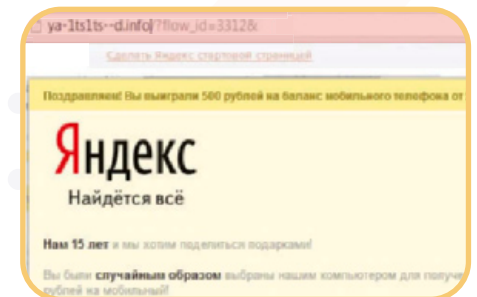 ya-1ts1ts--d.info/?flow_id=3312&
Сделать Яндекс стартовой страницей
Поздравляем! Вы выиграли 500 рублей на баланс мобильного телефона от
Яндекс
Найдётся всё
Нам 15 лет и мы хотим поделиться подарками!
Вы были случайным образом выбраны нашим компьютером для получе
рублей на мобильный!